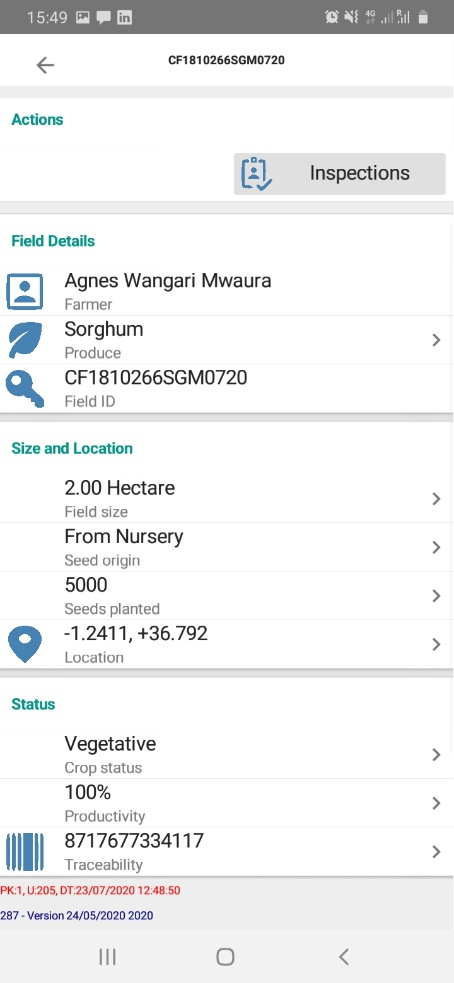 15:49
4G
R
CF1810266SGM0720
Actions
Inspections
Field Details
Agnes Wangari Mwaura
Farmer
Sorghum
Produce
CF1810266SGM0720
Field ID
Size and Location
2.00 Hectare
Field size
From Nursery
Seed origin
5000
Seeds planted
-1.2411, +36.792
Location
Status
Vegetative
Crop status
100%
Productivity
8717677334117
Traceability
PK:1, U:205, DT:23/07/2020 12:48:50
287 - Version 24/05/2020 2020